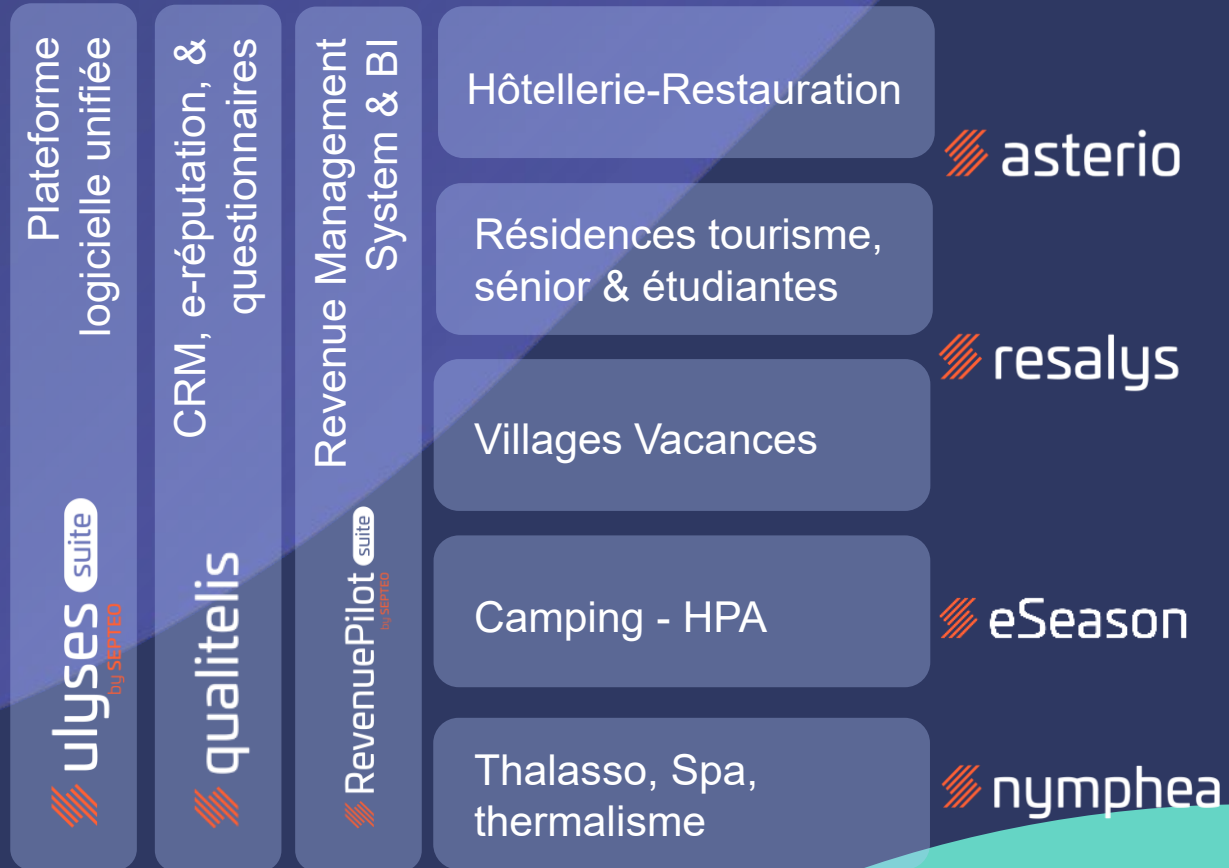 Plateforme
logicielle unifiée
ulyses suite
by SEPTEO
CRM, e-réputation, &
questionnaires
qualitelis
Revenue Management
System & BI
RevenuePilot suite
by SEPTEO
Hôtellerie-Restauration
asterio
Résidences tourisme,
sénior & étudiantes
resalys
Villages Vacances
Camping - HPA
eSeason
Thalasso, Spa,
thermalisme
nymphea